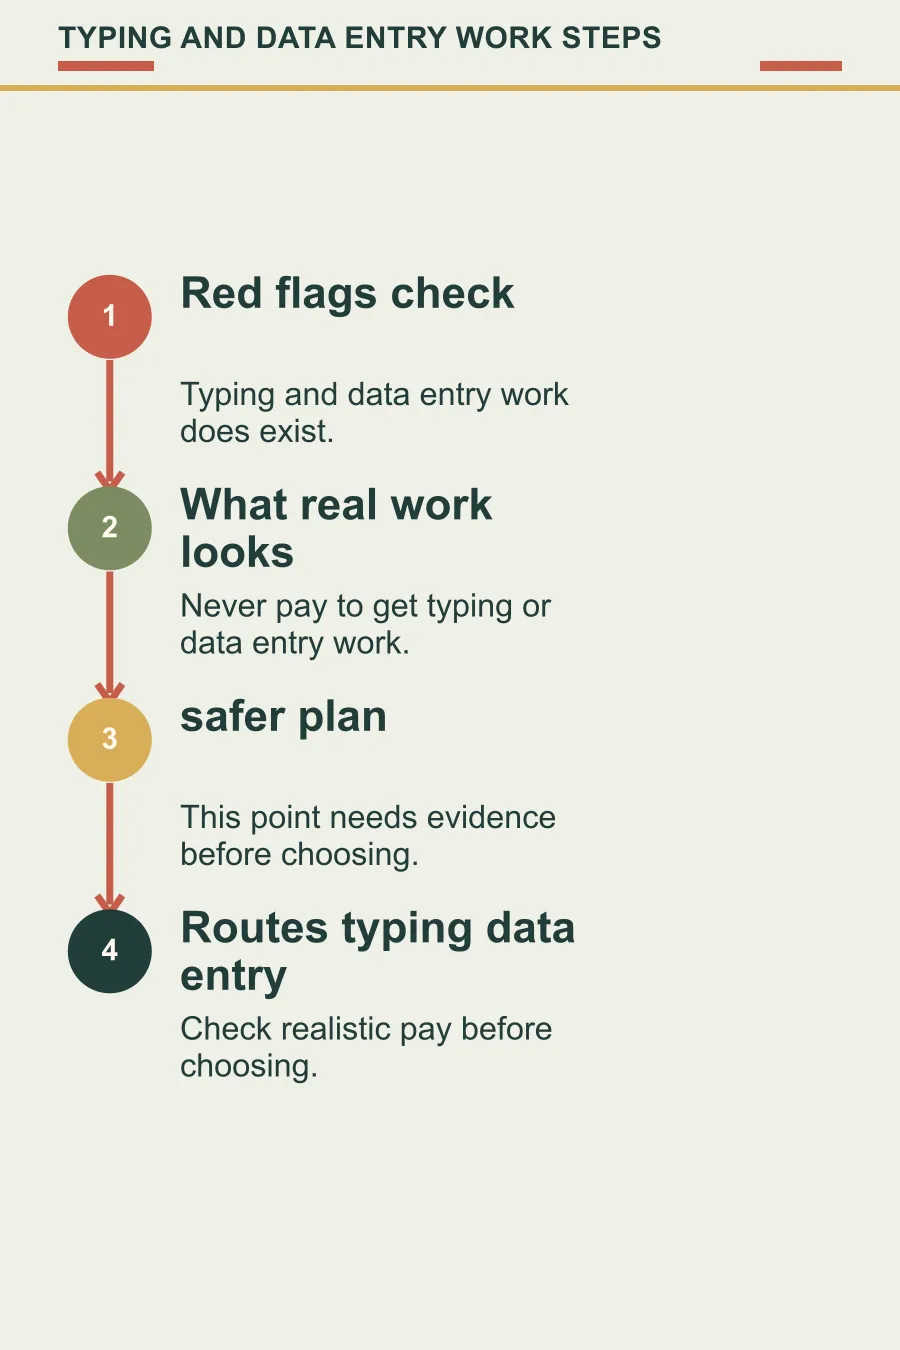 TYPING AND DATA ENTRY WORK STEPS
1
Red flags check
Typing and data entry work
does exist.
2
What real work
looks
Never pay to get typing or
data entry work.
3
safer plan
This point needs evidence
before choosing.
4
Routes typing data
entry
Check realistic pay before
choosing.